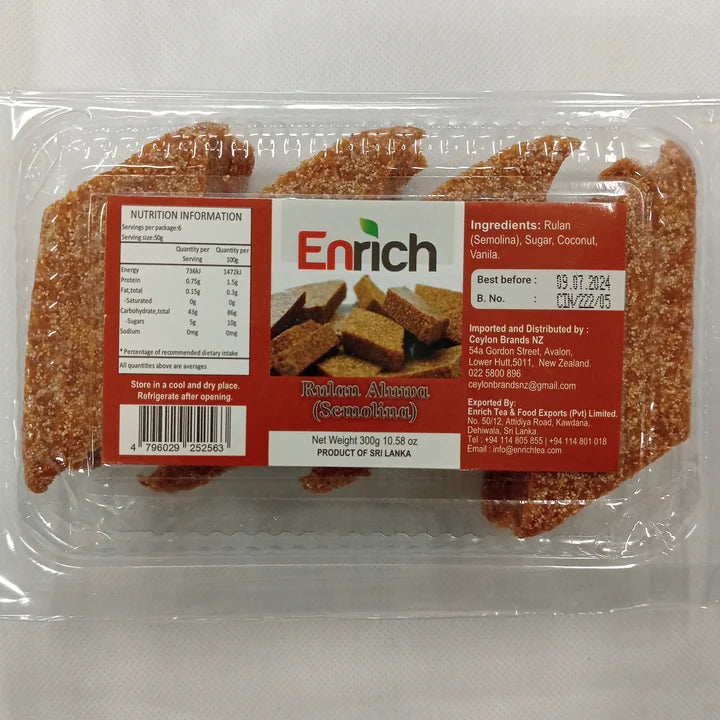 NUTRITION INFORMATION
Servings per package:6
Serving size:50g
Quantity per Serving Quantity per 100g
Energy 736kJ 1472kJ
Protein 0.75g 1.5g
Fat,total 0.15g 0.3g
-Saturated 0g 0g
Carbohydrate,total 43g 86g
-Sugars 5g 10g
Sodium 0mg 0mg
* Percentage of recommended dietary intake
All quantities above are averages
Store in a cool and dry place.
Refrigerate after opening.
4 796029 252563
Enrich
Rulan Aluwa
(Semolina)
Net Weight 300g 10.58 oz
PRODUCT OF SRI LANKA
Ingredients: Rulan
(Semolina), Sugar, Coconut,
Vanila.
Best before : 09.07.2024
B. No. : CIN/222/05
Imported and Distributed by :
Ceylon Brands NZ
54a Gordon Street, Avalon,
Lower Hutt,5011, New Zealand.
022 5800 896
ceylonbrandsnz@gmail.com
Exported By:
Enrich Tea & Food Exports (Pvt) Limited.
No. 50/12, Attidiya Road, Kawdana,
Dehiwala, Sri Lanka.
Tel : +94 114 805 855 | +94 114 801 018
Email : info@enrichtea.com